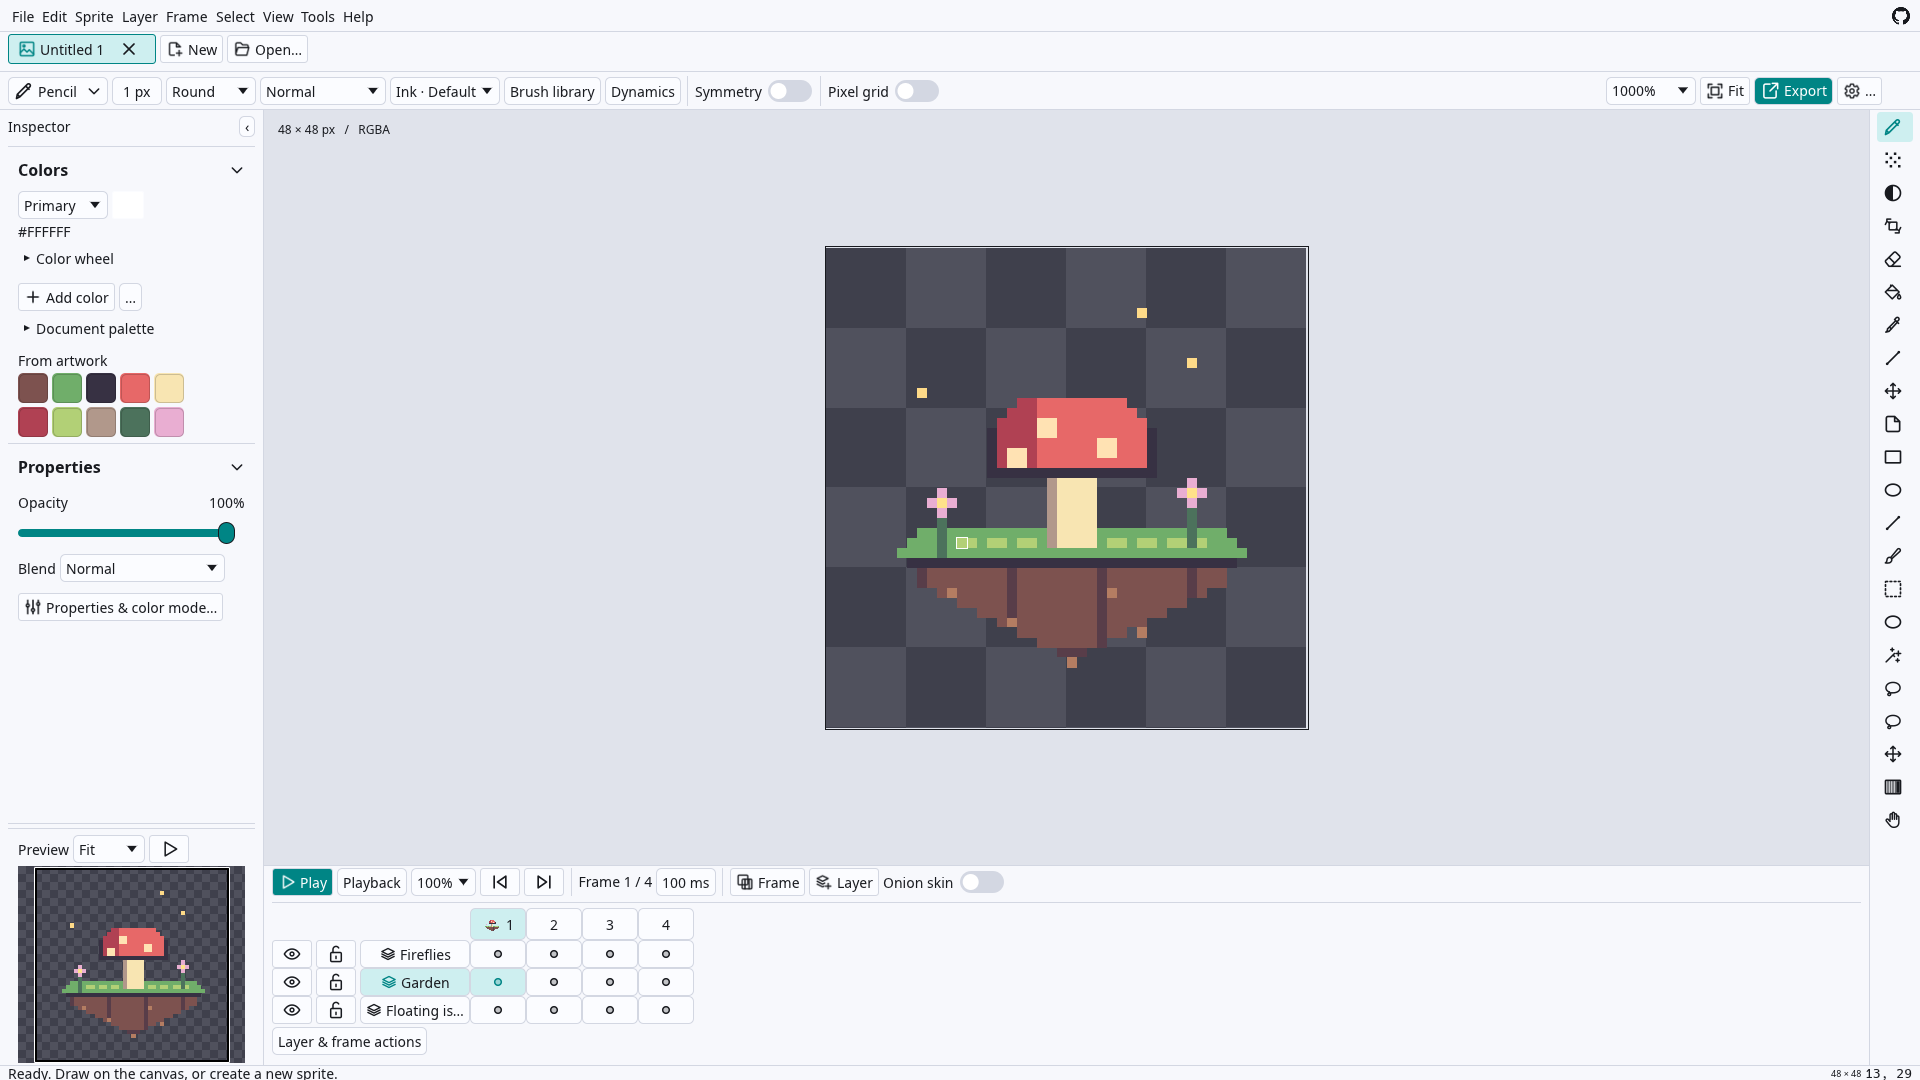 File Edit Sprite Layer Frame Select View Tools Help
Untitled 1 New Open...
Pencil 1 px Round Normal Ink · Default Brush library Dynamics Symmetry Pixel grid 1000% Fit Export ...
Inspector
48 × 48 px / RGBA
Colors
Primary
#FFFFFF
Color wheel
Add color ...
Document palette
From artwork
Properties
Opacity 100%
Blend Normal
Properties & color mode...
Preview Fit
Play Playback 100% Frame 1 / 4 100 ms Frame Layer Onion skin
1 2 3 4
Fireflies
Garden
Floating is...
Layer & frame actions
Ready. Draw on the canvas, or create a new sprite. 48 × 48 13, 29